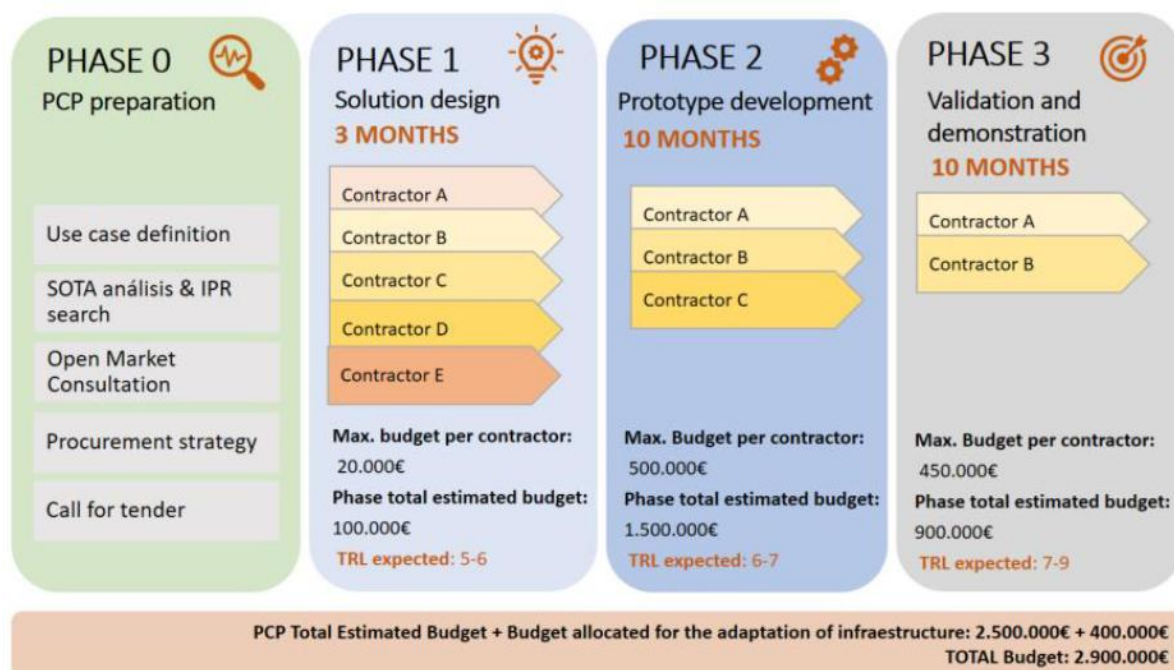 PHASE 0
PCP preparation
Use case definition
SOTA análisis & IPR
search
Open Market
Consultation
Procurement strategy
Call for tender
PHASE 1
Solution design
3 MONTHS
Contractor A
Contractor B
Contractor C
Contractor D
Contractor E
Max. budget per contractor:
20.000€
Phase total estimated budget:
100.000€
TRL expected: 5-6
PHASE 2
Prototype development
10 MONTHS
Contractor A
Contractor B
Contractor C
Max. Budget per contractor:
500.000€
Phase total estimated budget:
1.500.000€
TRL expected: 6-7
PHASE 3
Validation and
demonstration
10 MONTHS
Contractor A
Contractor B
Max. Budget per contractor:
450.000€
Phase total estimated budget:
900.000€
TRL expected: 7-9
PCP Total Estimated Budget + Budget allocated for the adaptation of infraestructure: 2.500.000€ + 400.000€
TOTAL Budget: 2.900.000€